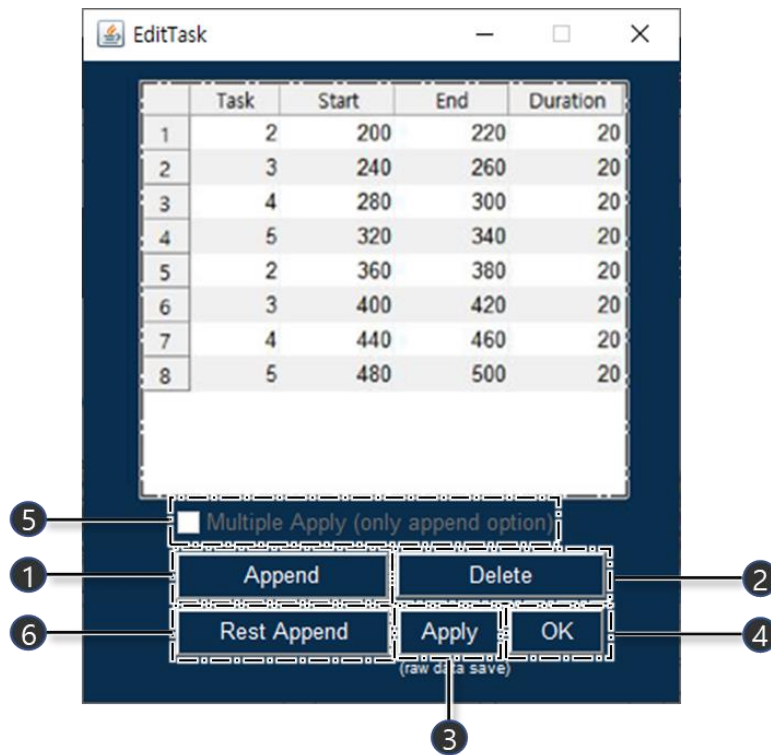 EditTask
Task Start End Duration
1 2 200 220 20
2 3 240 260 20
3 4 280 300 20
4 5 320 340 20
5 2 360 380 20
6 3 400 420 20
7 4 440 460 20
8 5 480 500 20
5 Multiple Apply (only append option)
1 Append Delete 2
6 Rest Append Apply OK 4
(raw data save)
3